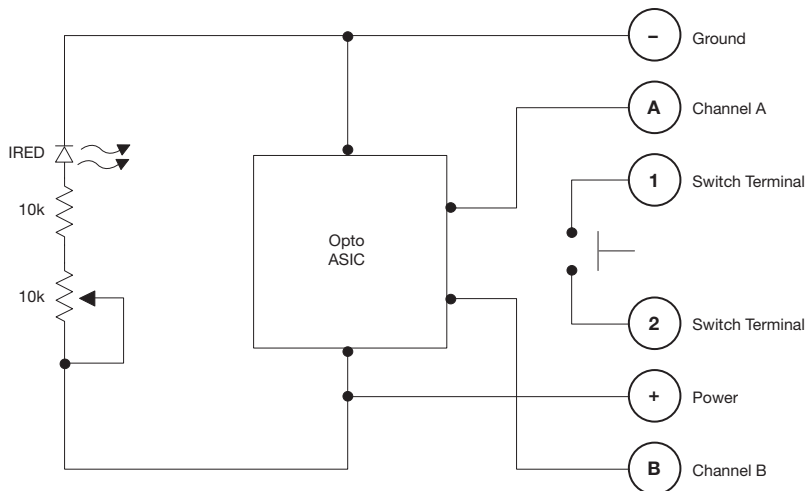 –
Ground
A
Channel A
1
Switch Terminal
IRED
10k
Opto
ASIC
10k
2
Switch Terminal
+
Power
B
Channel B